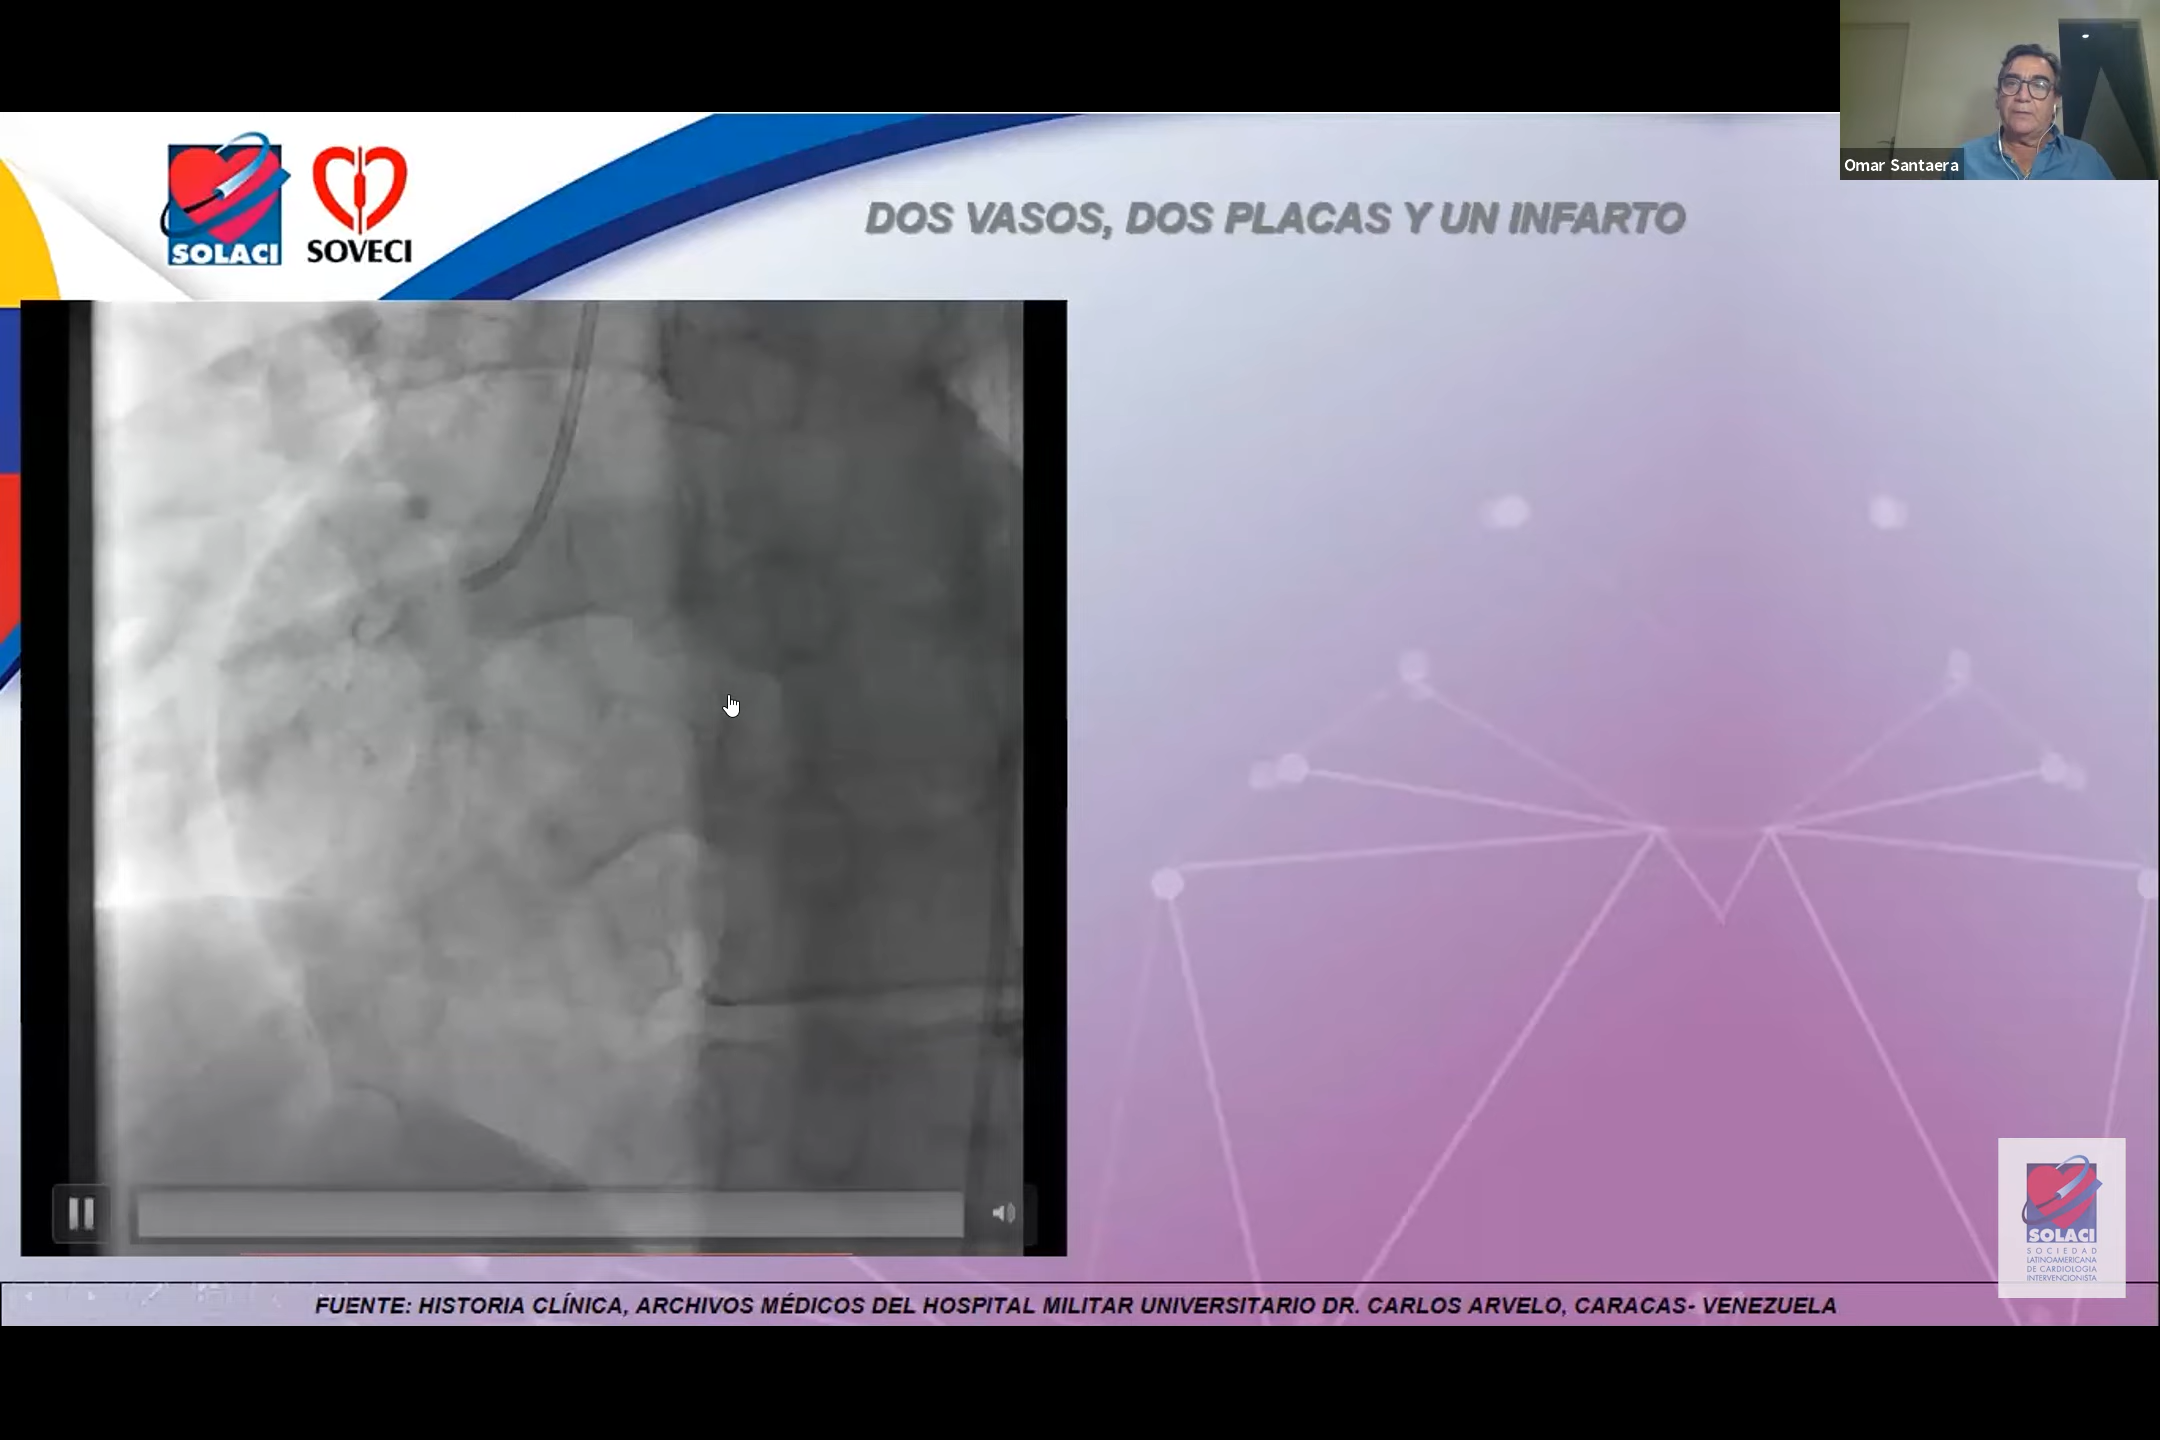 Omar Santaera
SOLACI
SOVECI
DOS VASOS, DOS PLACAS Y UN INFARTO
SOLACI
SOCIEDAD
LATINOAMERICANA
DE CARDIOLOGIA
INTERVENCIONISTA
FUENTE: HISTORIA CLÍNICA, ARCHIVOS MÉDICOS DEL HOSPITAL MILITAR UNIVERSITARIO DR. CARLOS ARVELO, CARACAS- VENEZUELA